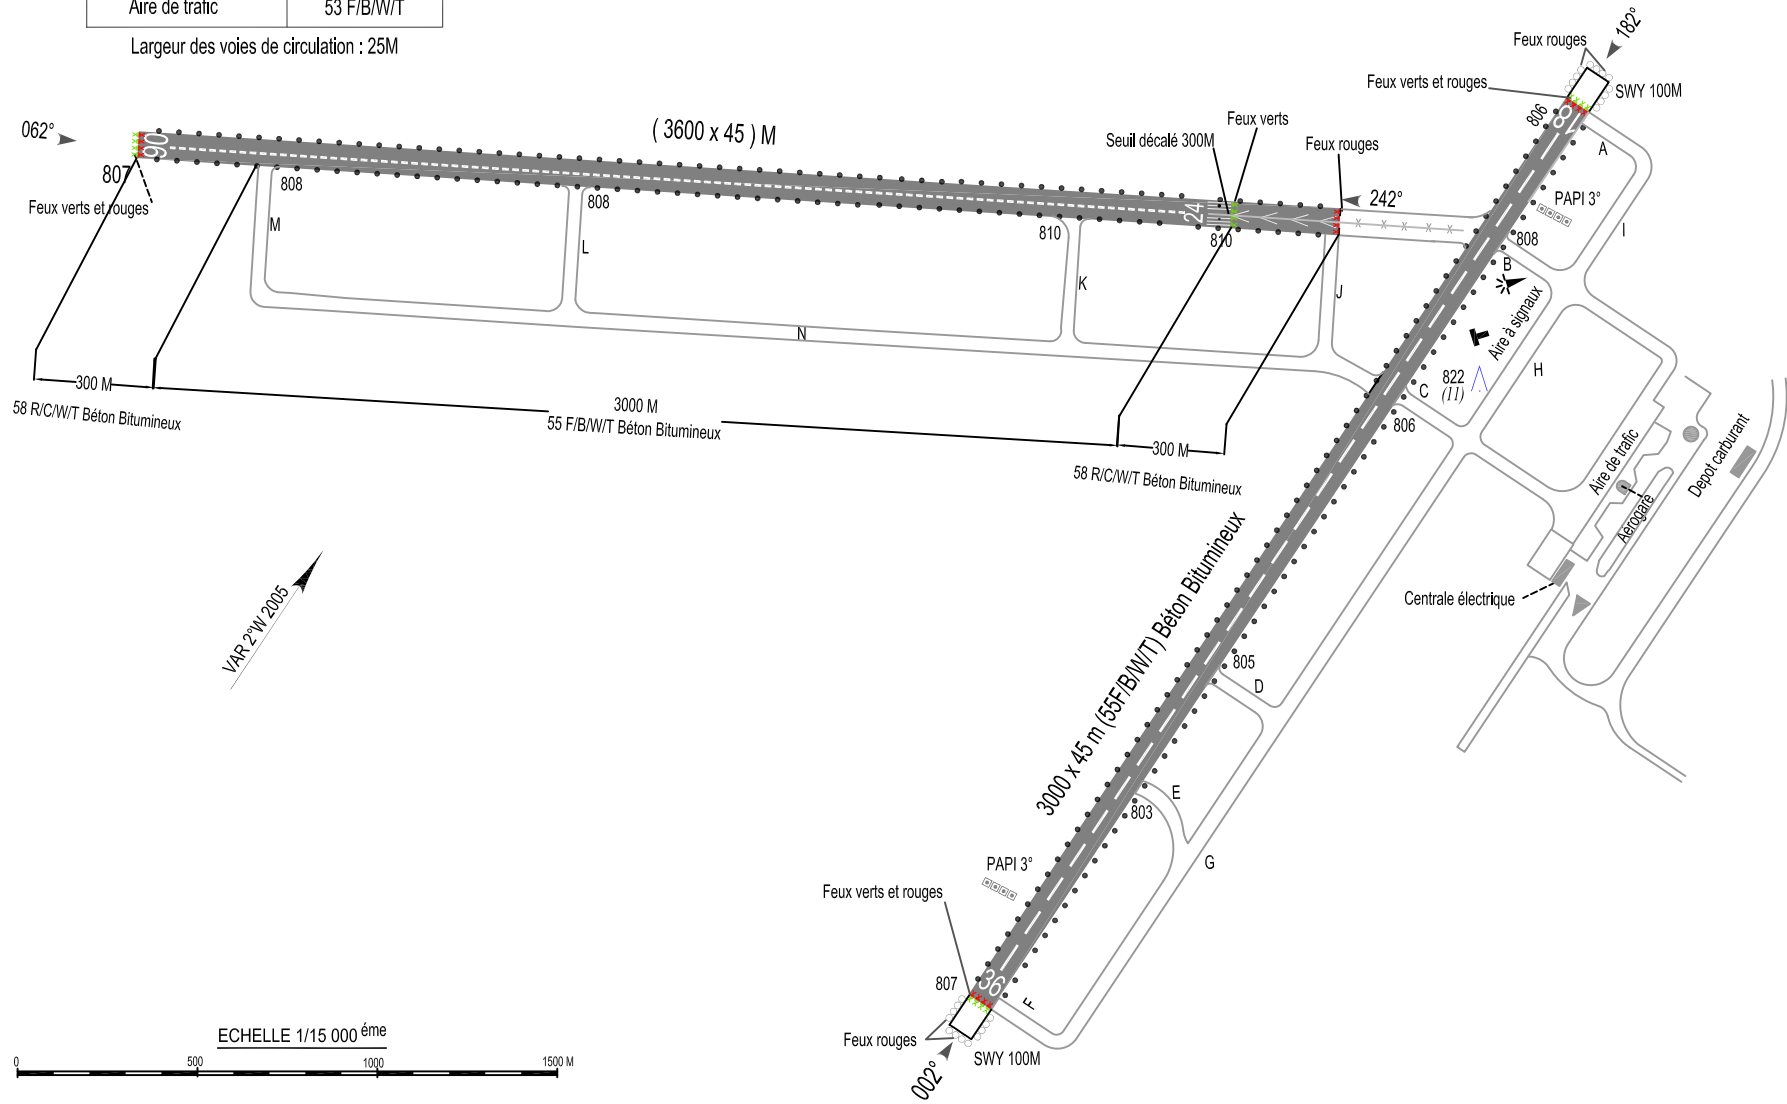 Aire de trafic 53 F/B/W/T
Largeur des voies de circulation : 25M
182°
Feux rouges
Feux verts et rouges
SWY 100M
806
18
A
062°
06
( 3600 x 45 ) M
Seuil décalé 300M
Feux verts
Feux rouges
242°
PAPI 3°
807
808
808
Feux verts et rouges
M
L
24
810
810
808
I
B
K
J
N
Aire à signaux
822
(11)
H
C
806
300 M
3000 M
300 M
58 R/C/W/T Béton Bitumineux
55 F/B/W/T Béton Bitumineux
58 R/C/W/T Béton Bitumineux
Aire de trafic
Aérogare
Depot carburant
Centrale électrique
VAR 2°W 2005
3000 x 45 m (55F/B/W/T) Béton Bitumineux
805
D
E
803
G
PAPI 3°
Feux verts et rouges
807
36
F
Feux rouges
SWY 100M
002°
ECHELLE 1/15 000 éme
0 500 1000 1500 M